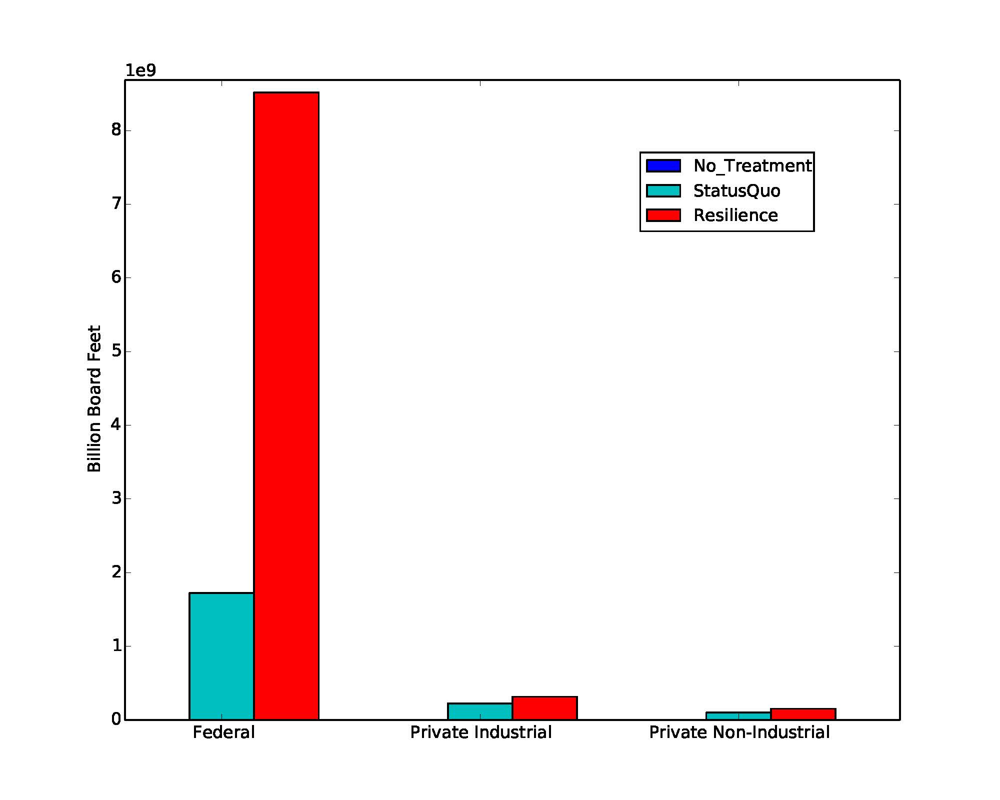 1e9
8
7
6
5
4
3
2
1
0
Billion Board Feet
No_Treatment
StatusQuo
Resilience
Federal
Private Industrial
Private Non-Industrial